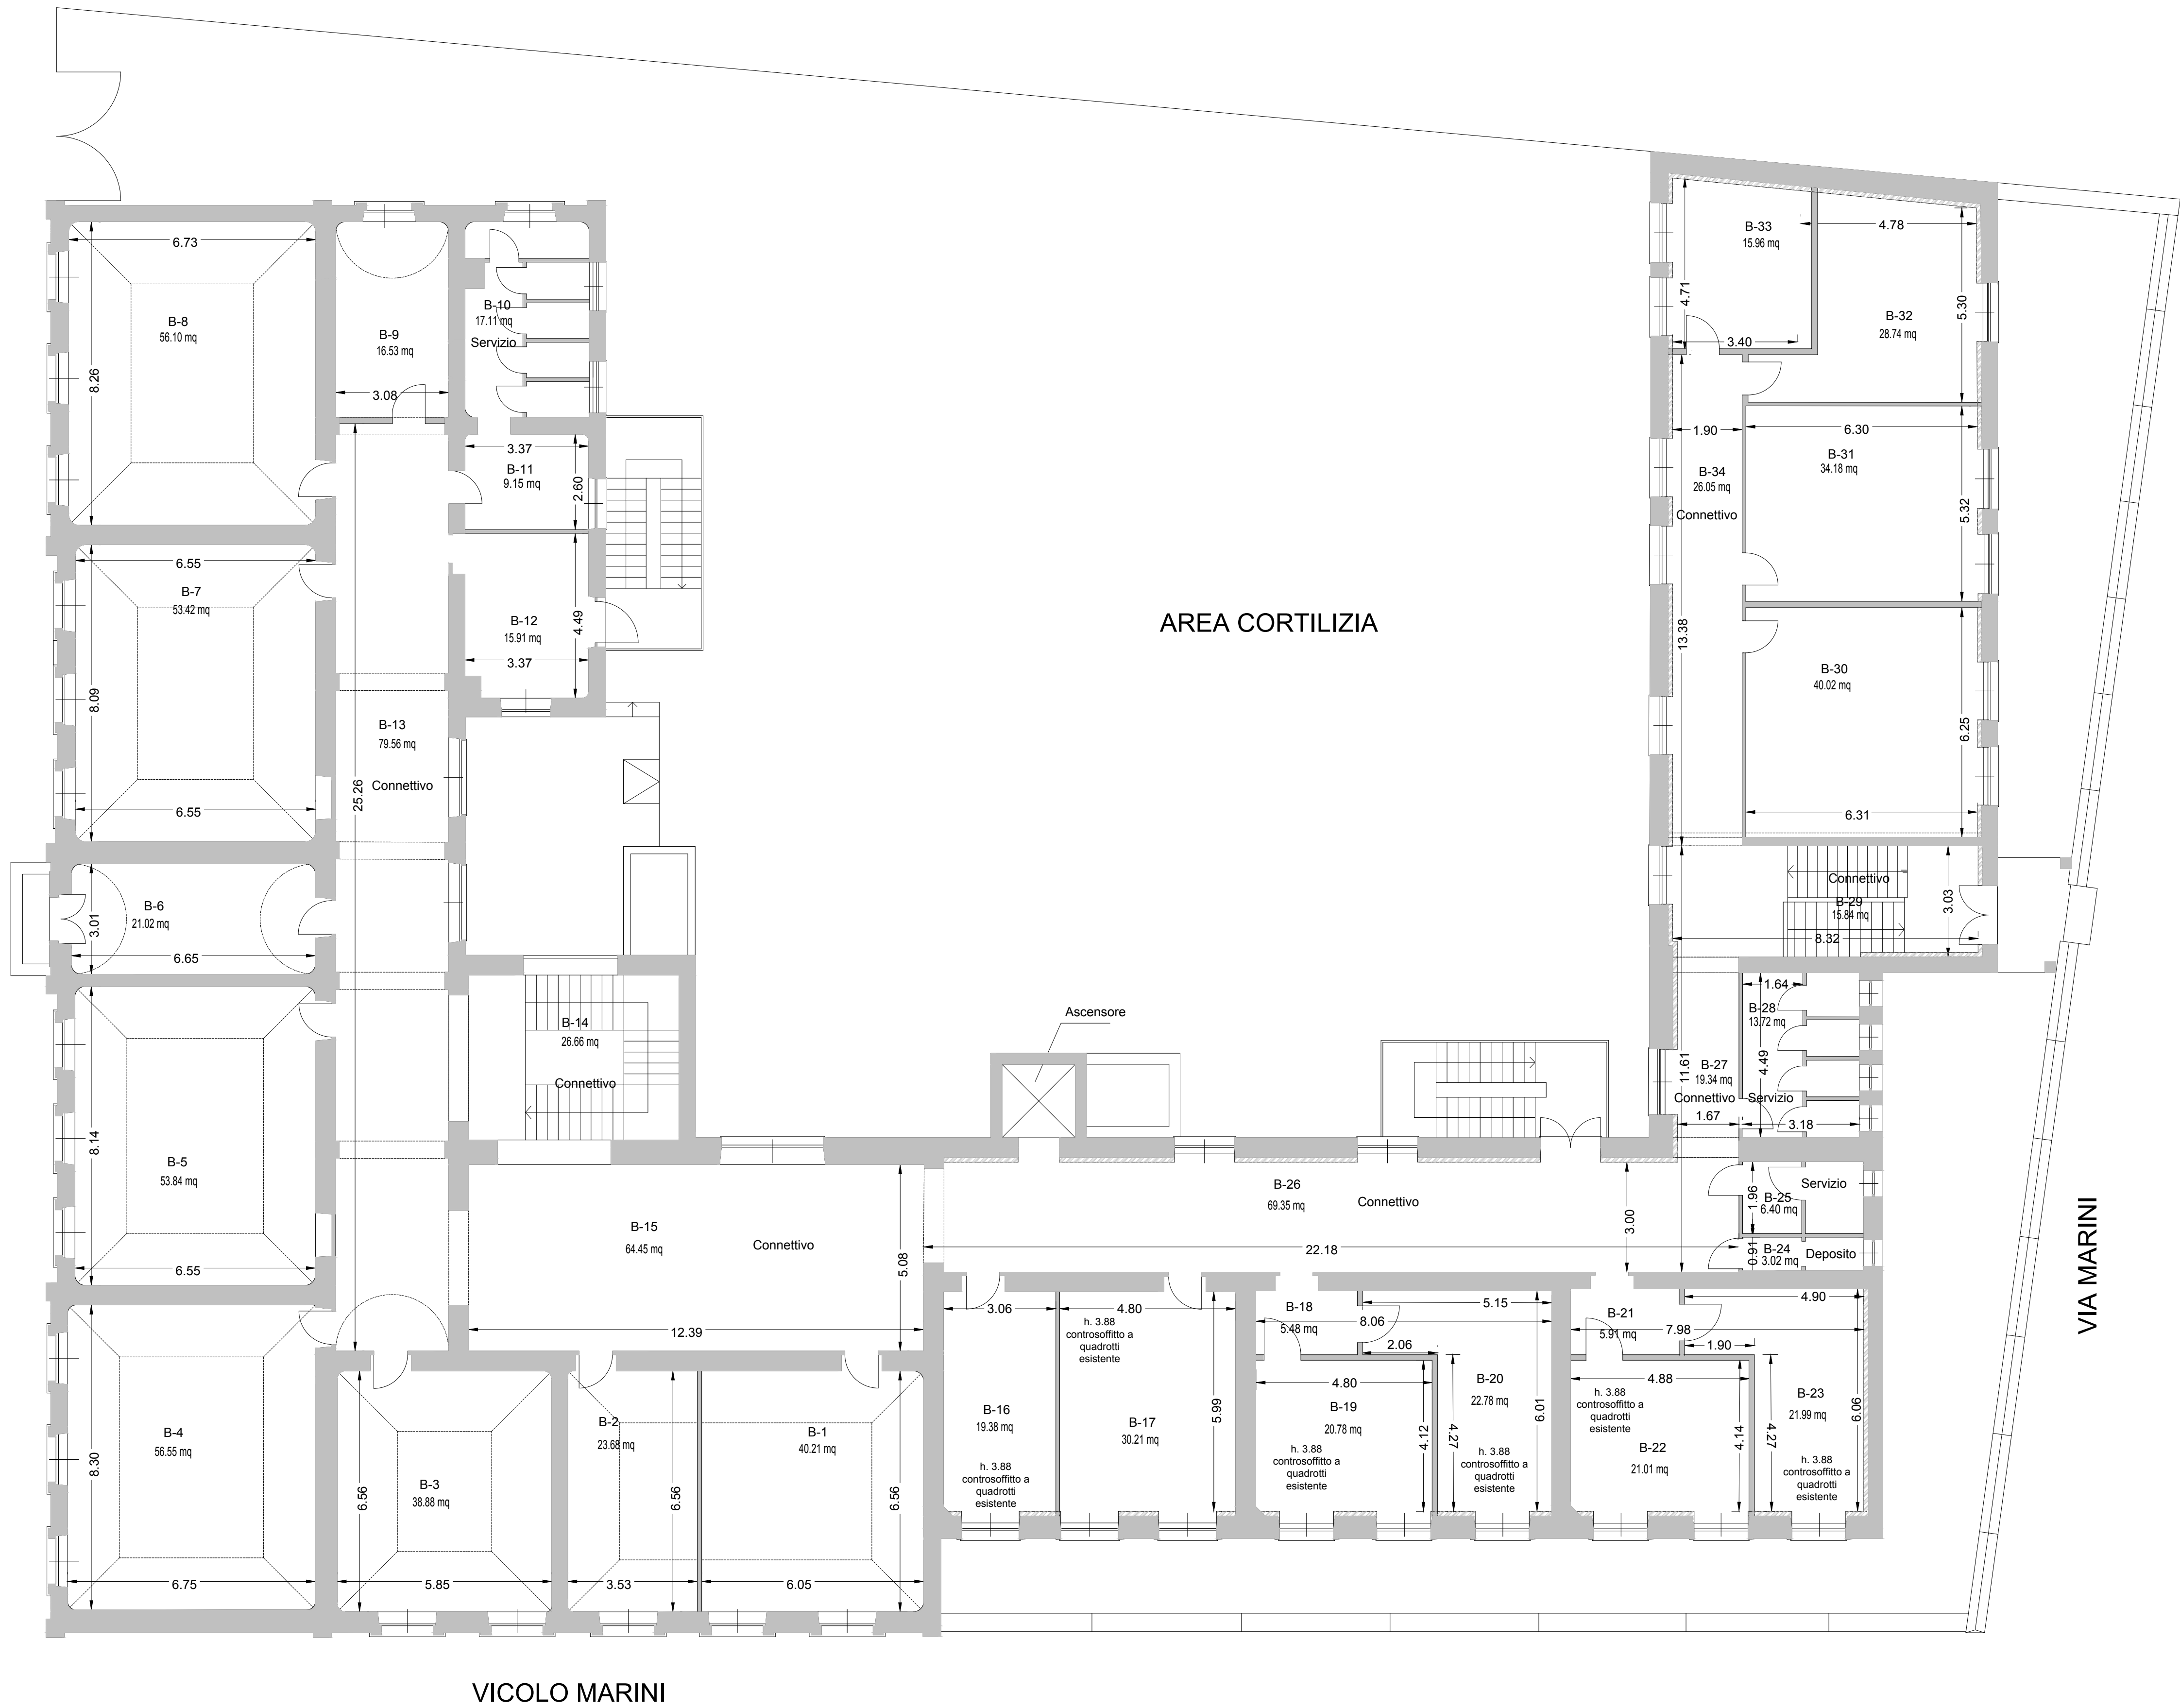 B-8
56.10 mq
6.73
8.26
B-9
16.53 mq
3.08
B-10
17.11 mq
Servizio
3.37
B-11
9.15 mq
2.60
B-12
15.91 mq
4.49
3.37
6.55
B-7
53.42 mq
8.09
6.55
B-13
79.56 mq
Connettivo
25.26
B-6
21.02 mq
3.01
6.65
B-5
53.84 mq
8.14
6.55
B-14
26.66 mq
Connettivo
B-4
56.55 mq
8.30
6.75
B-3
38.88 mq
6.56
5.85
B-2
23.68 mq
6.56
3.53
B-1
40.21 mq
6.56
6.05
B-15
64.45 mq
Connettivo
5.08
12.39
AREA CORTILIZIA
Ascensore
B-26
69.35 mq
Connettivo
3.00
22.18
3.06
B-16
19.38 mq
h. 3.88
controsoffitto a
quadrotti
esistente
4.80
h. 3.88
controsoffitto a
quadrotti
esistente
B-17
30.21 mq
5.99
B-18
5.48 mq
5.15
8.06
2.06
4.80
B-19
20.78 mq
4.12
h. 3.88
controsoffitto a
quadrotti
esistente
B-20
22.78 mq
6.01
4.27
h. 3.88
controsoffitto a
quadrotti
esistente
B-21
5.91 mq
4.90
7.98
1.90
4.88
h. 3.88
controsoffitto a
quadrotti
esistente
B-22
21.01 mq
4.14
B-23
21.99 mq
6.06
4.27
h. 3.88
controsoffitto a
quadrotti
esistente
B-33
15.96 mq
4.71
3.40
4.78
B-32
28.74 mq
5.30
1.90
6.30
B-31
34.18 mq
5.32
B-34
26.05 mq
Connettivo
13.38
B-30
40.02 mq
6.25
6.31
Connettivo
B-29
15.84 mq
3.03
8.32
1.64
B-28
13.72 mq
4.49
Servizio
3.18
B-27
19.34 mq
Connettivo
1.67
11.61
Servizio
B-25
6.40 mq
1.96
B-24
3.02 mq
0.91
Deposito
VIA MARINI
VICOLO MARINI